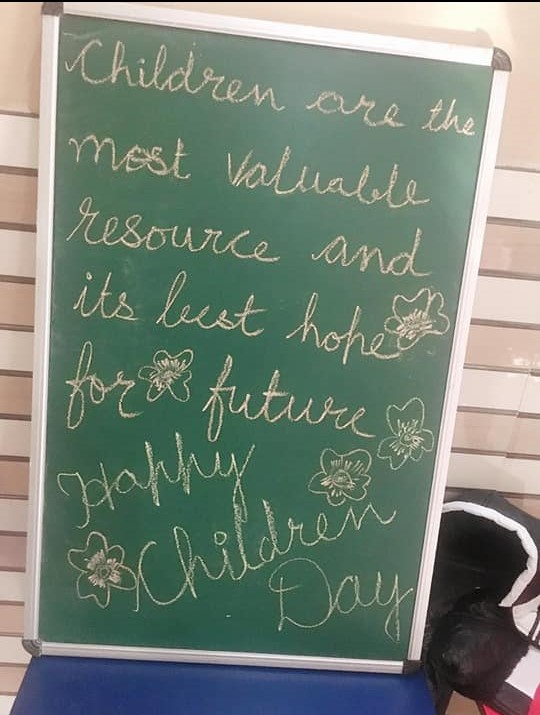 Children are the
most valuable
resource and
its best hope
for future
Happy
Children
Day